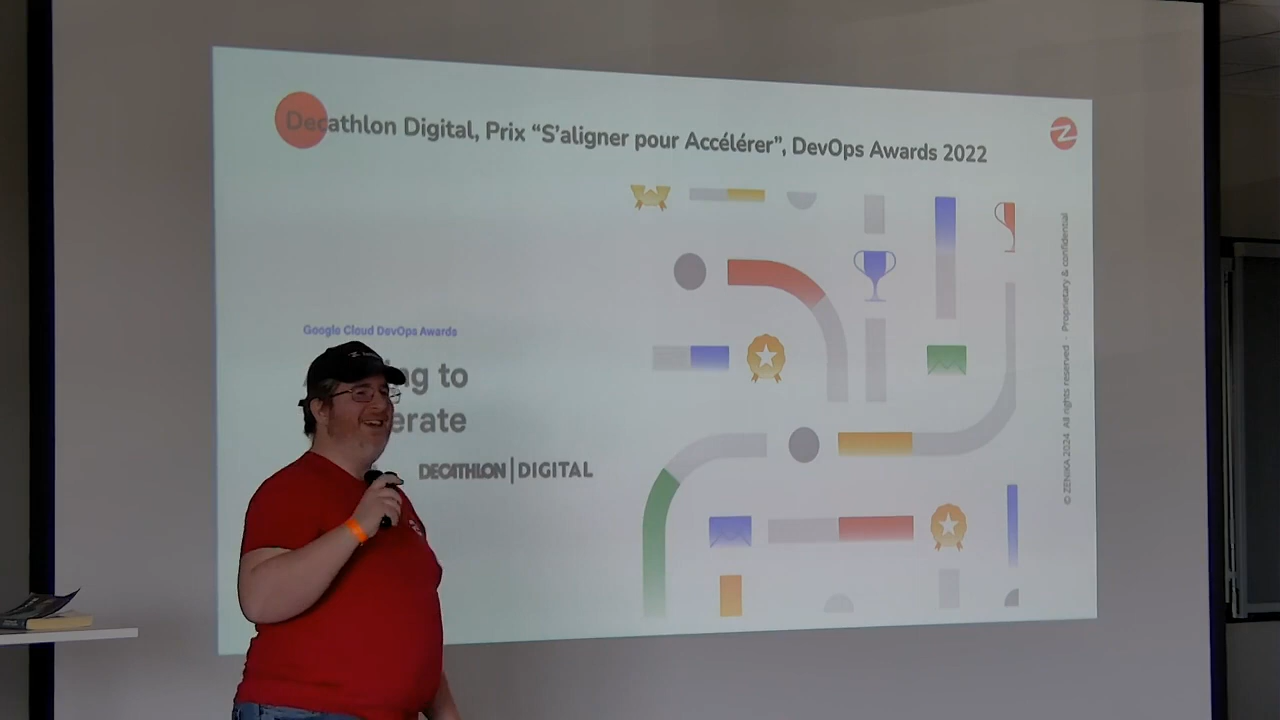 Decathlon Digital, Prix “S’aligner pour Accélérer”, DevOps Awards 2022
Google Cloud DevOps Awards
ng to
erate
DECATHLON | DIGITAL
© ZENIKA 2024 All rights reserved - Proprietary & confidential